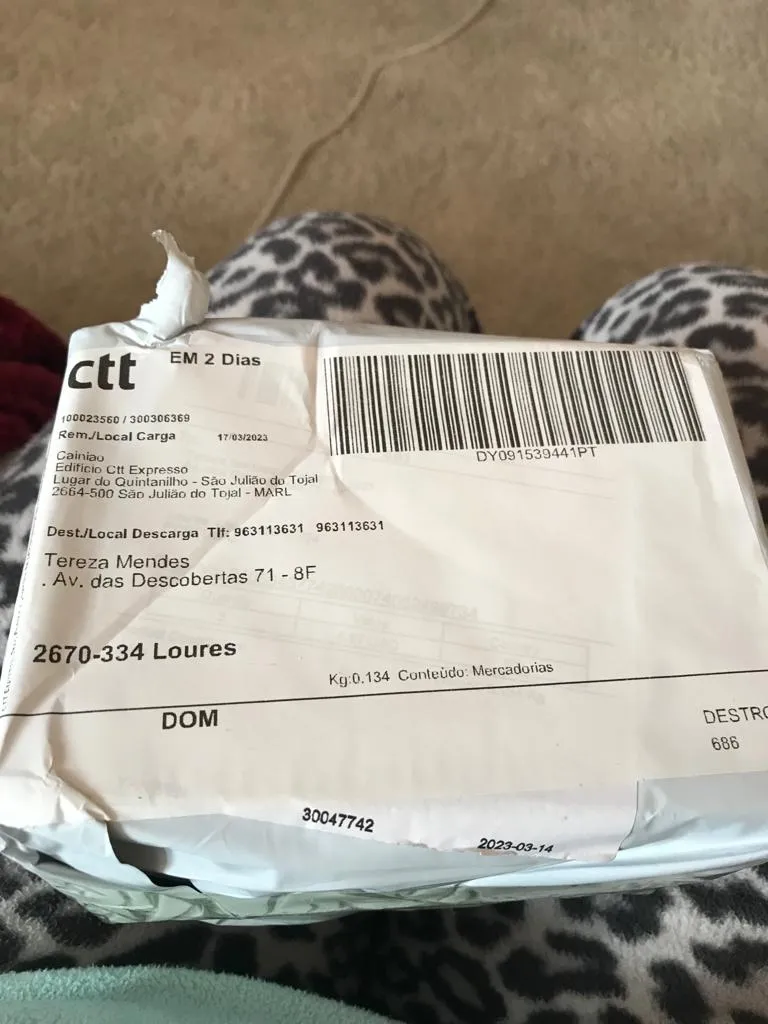 ctt EM 2 Dias
100023560 / 300306369
Rem./Local Carga 17/03/2023
Cainiao
Edificio Ctt Expresso
Lugar do Quintanilho - São Julião do Tojal
2664-500 São Julião do Tojal - MARL
DY091539441PT
Dest./Local Descarga Tlf: 963113631 963113631
Tereza Mendes
. Av. das Descobertas 71 - 8F
2670-334 Loures
Kg:0.134 Conteúdo: Mercadorias
DOM
DESTRO
686
30047742
2023-03-14